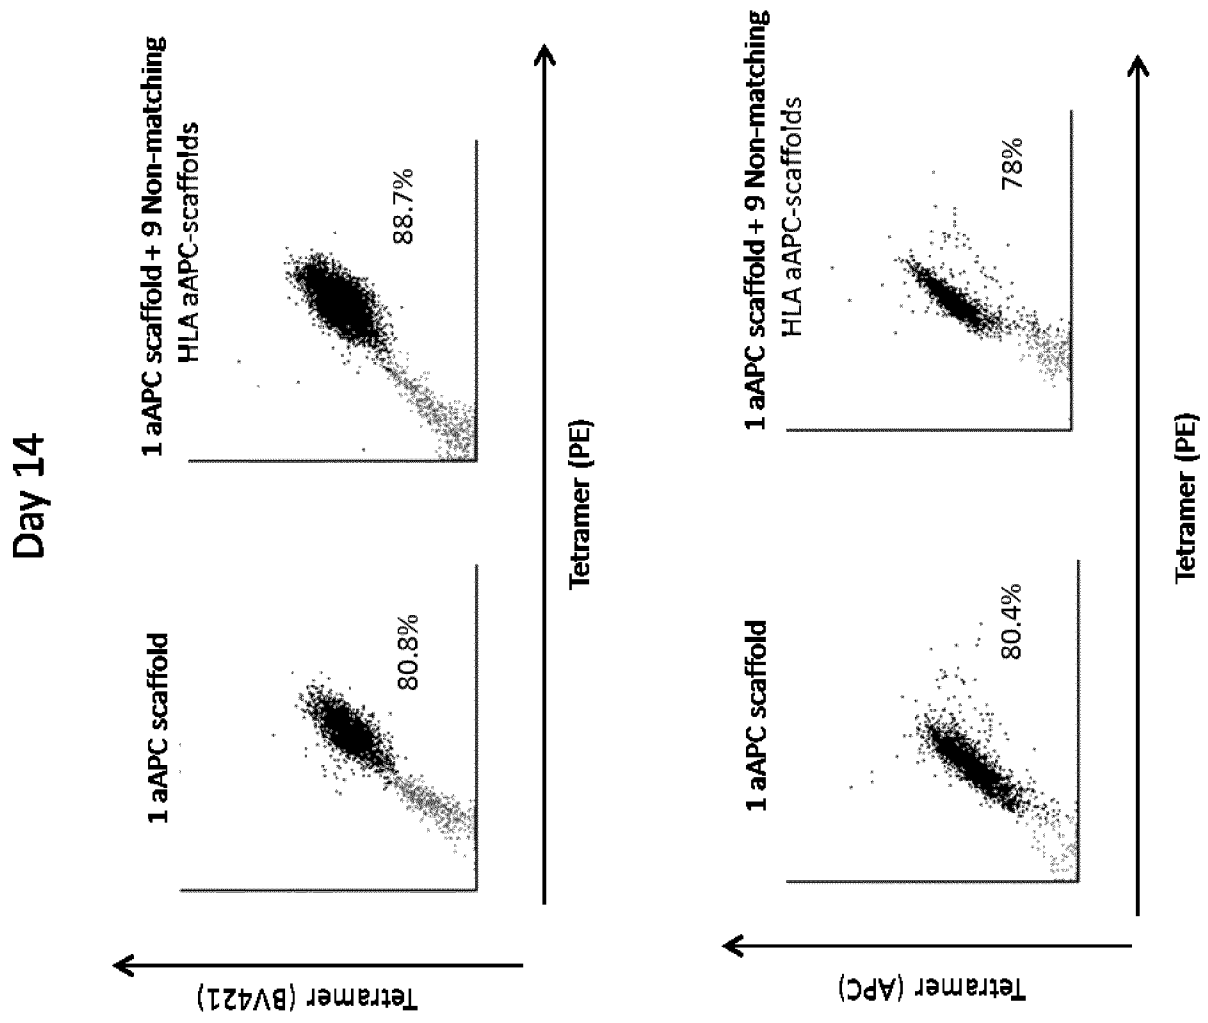 Day 14
1 aAPC scaffold
80.8%
1 aAPC scaffold + 9 Non-matching
HLA aAPC-scaffolds
88.7%
Tetramer (BV421)
Tetramer (PE)
1 aAPC scaffold
80.4%
1 aAPC scaffold + 9 Non-matching
HLA aAPC-scaffolds
78%
Tetramer (APC)
Tetramer (PE)